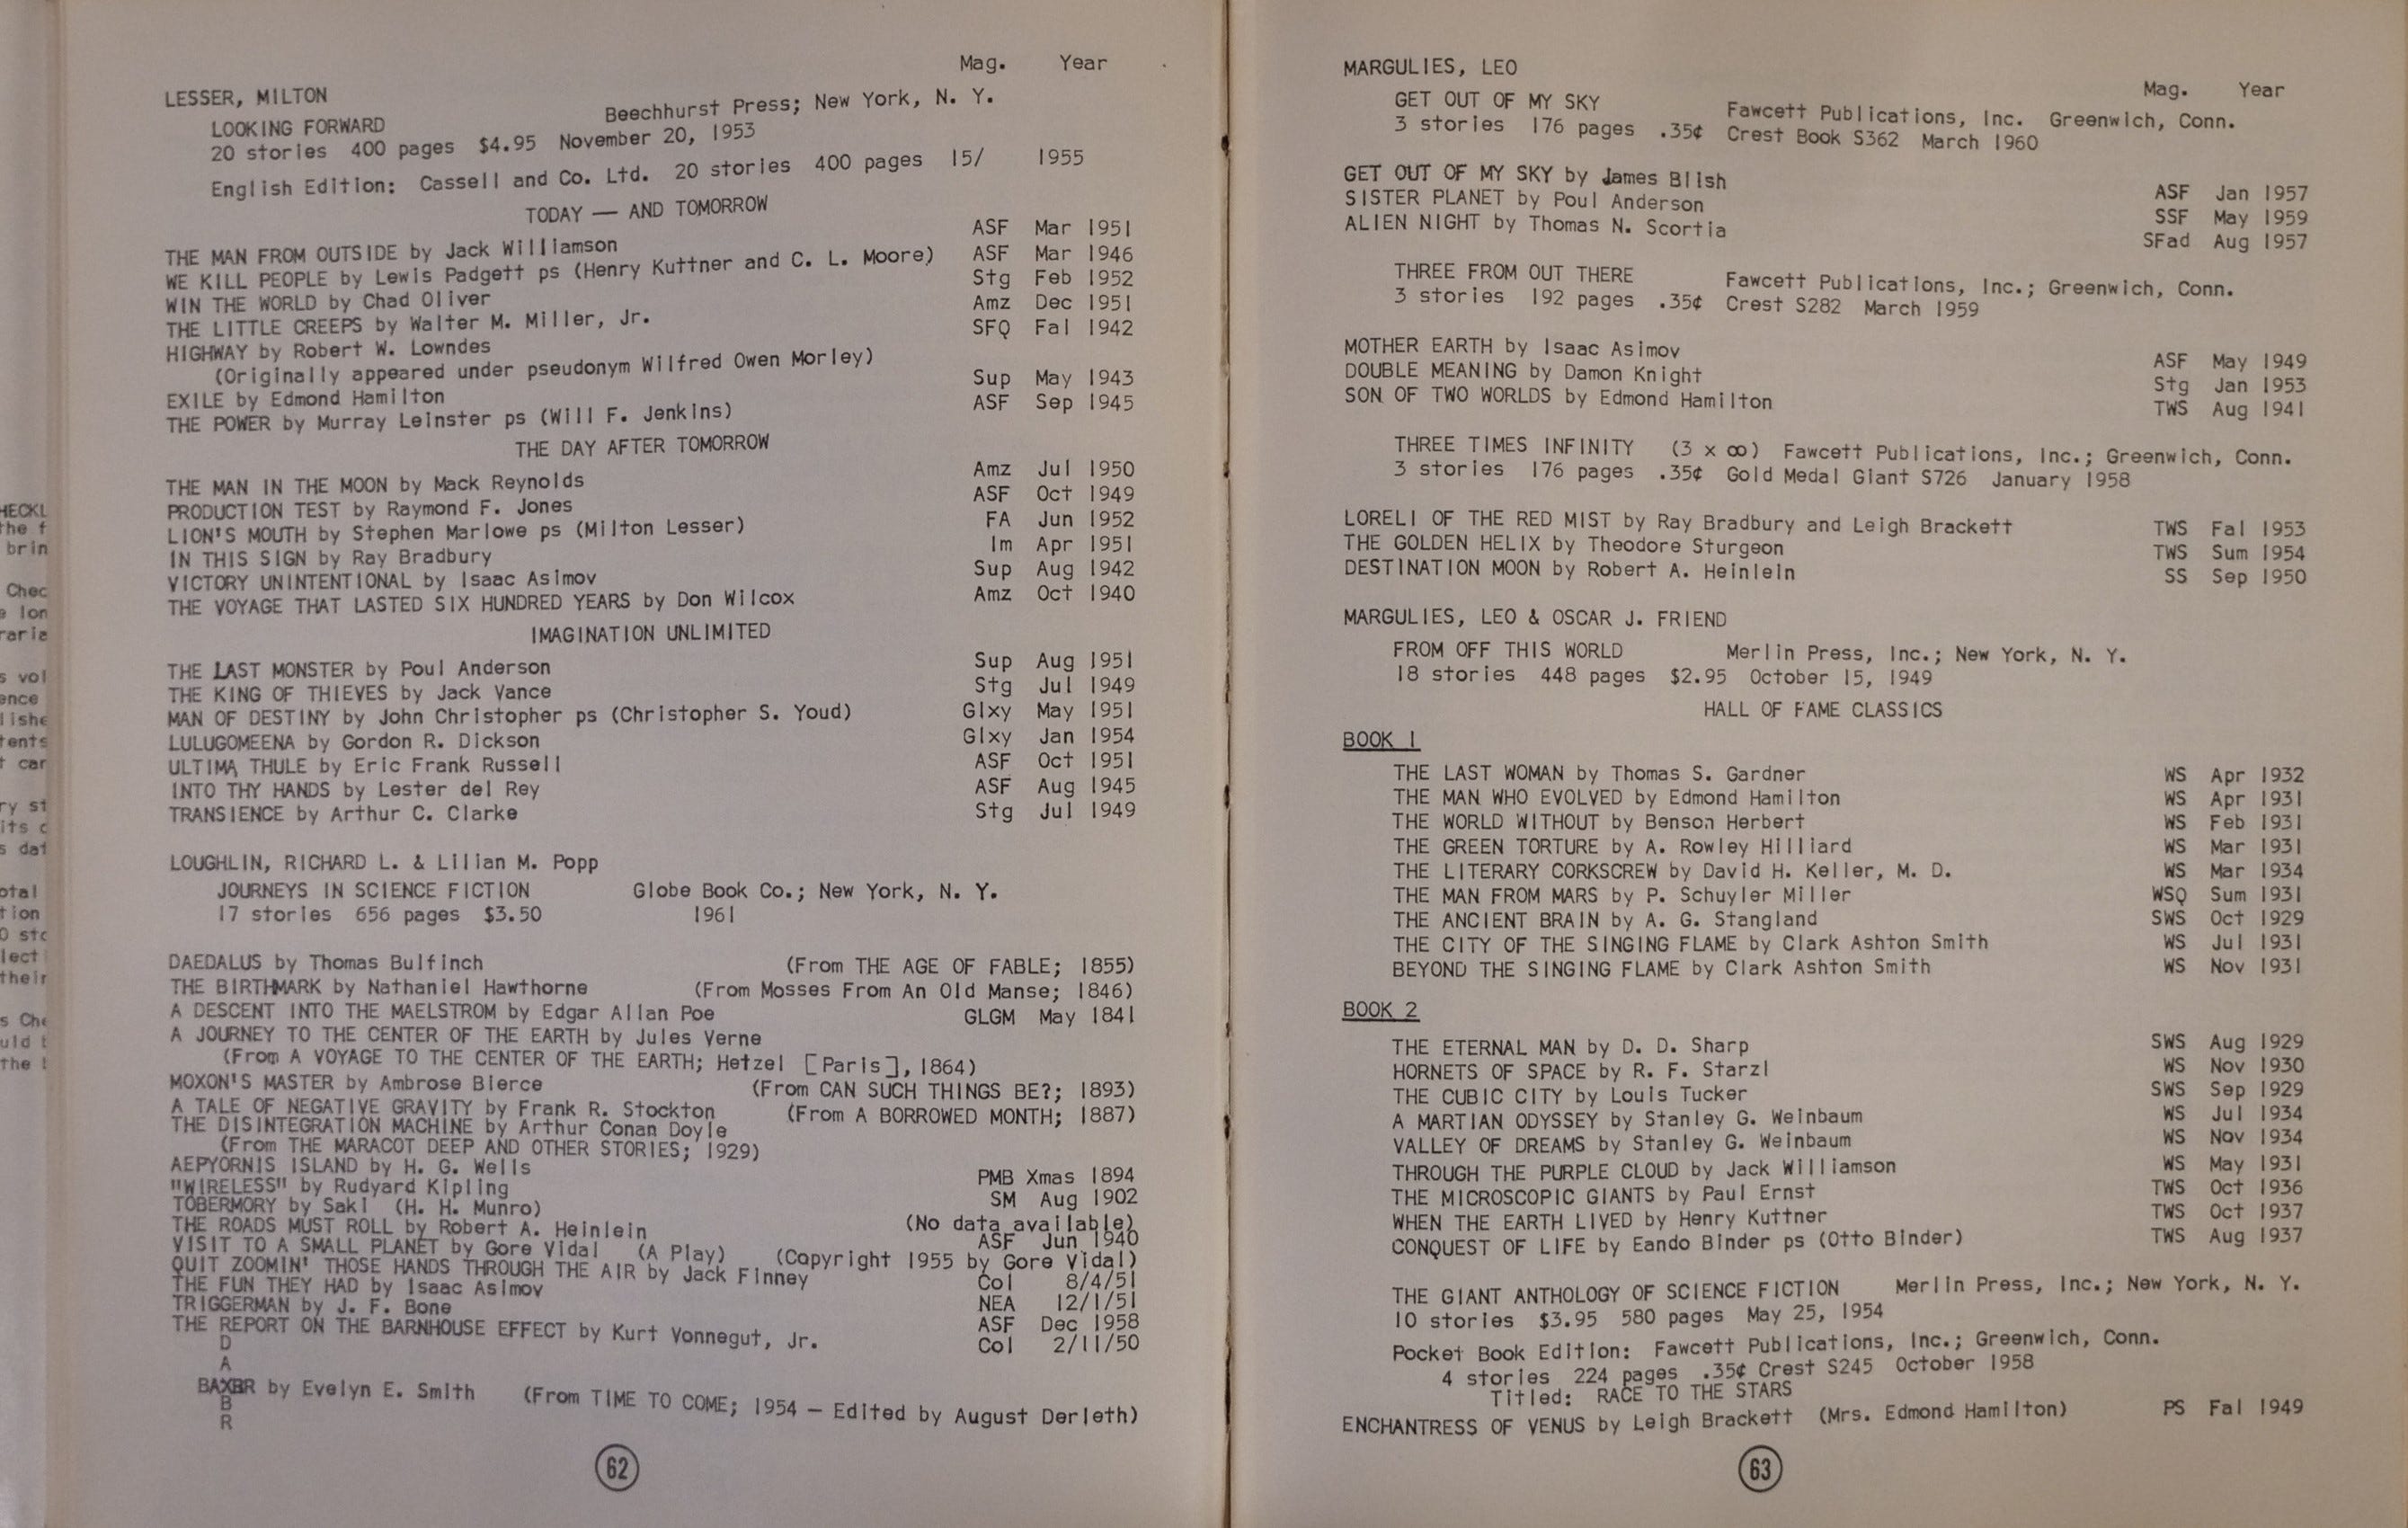 Mag. Year
LESSER, MILTON
LOOKING FORWARD Beechhurst Press; New York, N. Y.
20 stories 400 pages $4.95 November 20, 1953
English Edition: Cassell and Co. Ltd. 20 stories 400 pages 15/ 1955
TODAY — AND TOMORROW
THE MAN FROM OUTSIDE by Jack Williamson ASF Mar 1951
WE KILL PEOPLE by Lewis Padgett ps (Henry Kuttner and C. L. Moore) ASF Mar 1946
WIN THE WORLD by Chad Oliver Stg Feb 1952
THE LITTLE CREEPS by Walter M. Miller, Jr. Amz Dec 1951
HIGHWAY by Robert W. Lowndes SFQ Fal 1942
(Originally appeared under pseudonym Wilfred Owen Morley)
EXILE by Edmond Hamilton Sup May 1943
THE POWER by Murray Leinster ps (Will F. Jenkins) ASF Sep 1945
THE DAY AFTER TOMORROW
THE MAN IN THE MOON by Mack Reynolds Amz Jul 1950
PRODUCTION TEST by Raymond F. Jones ASF Oct 1949
LION'S MOUTH by Stephen Marlowe ps (Milton Lesser) FA Jun 1952
IN THIS SIGN by Ray Bradbury Im Apr 1951
VICTORY UNINTENTIONAL by Isaac Asimov Sup Aug 1942
THE VOYAGE THAT LASTED SIX HUNDRED YEARS by Don Wilcox Amz Oct 1940
IMAGINATION UNLIMITED
THE LAST MONSTER by Poul Anderson Sup Aug 1951
THE KING OF THIEVES by Jack Vance Stg Jul 1949
MAN OF DESTINY by John Christopher ps (Christopher S. Youd) Glxy May 1951
LULUGOMEENA by Gordon R. Dickson Glxy Jan 1954
ULTIMA THULE by Eric Frank Russell ASF Oct 1951
INTO THY HANDS by Lester del Rey ASF Aug 1945
TRANSIENCE by Arthur C. Clarke Stg Jul 1949
LOUGHLIN, RICHARD L. & Lilian M. Popp
JOURNEYS IN SCIENCE FICTION Globe Book Co.; New York, N. Y.
17 stories 656 pages $3.50 1961
DAEDALUS by Thomas Bulfinch (From THE AGE OF FABLE; 1855)
THE BIRTHMARK by Nathaniel Hawthorne (From Mosses From An Old Manse; 1846)
A DESCENT INTO THE MAELSTROM by Edgar Allan Poe GLGM May 1841
A JOURNEY TO THE CENTER OF THE EARTH by Jules Verne
(From A VOYAGE TO THE CENTER OF THE EARTH; Hetzel [Paris], 1864)
MOXON'S MASTER by Ambrose Bierce (From CAN SUCH THINGS BE?; 1893)
A TALE OF NEGATIVE GRAVITY by Frank R. Stockton (From A BORROWED MONTH; 1887)
THE DISINTEGRATION MACHINE by Arthur Conan Doyle
(From THE MARACOT DEEP AND OTHER STORIES; 1929)
AEPYORNIS ISLAND by H. G. Wells PMB Xmas 1894
"WIRELESS" by Rudyard Kipling SM Aug 1902
TOBERMORY by Saki (H. H. Munro) (No data available)
THE ROADS MUST ROLL by Robert A. Heinlein ASF Jun 1940
VISIT TO A SMALL PLANET by Gore Vidal (A Play) (Copyright 1955 by Gore Vidal)
QUIT ZOOMIN' THOSE HANDS THROUGH THE AIR by Jack Finney Col 8/4/51
THE FUN THEY HAD by Isaac Asimov NEA 12/1/51
TRIGGERMAN by J. F. Bone ASF Dec 1958
THE REPORT ON THE BARNHOUSE EFFECT by Kurt Vonnegut, Jr. Col 2/11/50
D
A
BAXBR by Evelyn E. Smith (From TIME TO COME; 1954 — Edited by August Derleth)
B
R
62
MARGULIES, LEO
Mag. Year
GET OUT OF MY SKY Fawcett Publications, Inc. Greenwich, Conn.
3 stories 176 pages .35¢ Crest Book S362 March 1960
GET OUT OF MY SKY by James Blish ASF Jan 1957
SISTER PLANET by Poul Anderson SSF May 1959
ALIEN NIGHT by Thomas N. Scortia SFad Aug 1957
THREE FROM OUT THERE Fawcett Publications, Inc.; Greenwich, Conn.
3 stories 192 pages .35¢ Crest S282 March 1959
MOTHER EARTH by Isaac Asimov ASF May 1949
DOUBLE MEANING by Damon Knight Stg Jan 1953
SON OF TWO WORLDS by Edmond Hamilton TWS Aug 1941
THREE TIMES INFINITY (3 x ∞) Fawcett Publications, Inc.; Greenwich, Conn.
3 stories 176 pages .35¢ Gold Medal Giant S726 January 1958
LORELI OF THE RED MIST by Ray Bradbury and Leigh Brackett TWS Fal 1953
THE GOLDEN HELIX by Theodore Sturgeon TWS Sum 1954
DESTINATION MOON by Robert A. Heinlein SS Sep 1950
MARGULIES, LEO & OSCAR J. FRIEND
FROM OFF THIS WORLD Merlin Press, Inc.; New York, N. Y.
18 stories 448 pages $2.95 October 15, 1949
HALL OF FAME CLASSICS
BOOK 1
THE LAST WOMAN by Thomas S. Gardner WS Apr 1932
THE MAN WHO EVOLVED by Edmond Hamilton WS Apr 1931
THE WORLD WITHOUT by Benson Herbert WS Feb 1931
THE GREEN TORTURE by A. Rowley Hilliard WS Mar 1931
THE LITERARY CORKSCREW by David H. Keller, M. D. WS Mar 1934
THE MAN FROM MARS by P. Schuyler Miller WSQ Sum 1931
THE ANCIENT BRAIN by A. G. Stangland SWS Oct 1929
THE CITY OF THE SINGING FLAME by Clark Ashton Smith WS Jul 1931
BEYOND THE SINGING FLAME by Clark Ashton Smith WS Nov 1931
BOOK 2
THE ETERNAL MAN by D. D. Sharp SWS Aug 1929
HORNETS OF SPACE by R. F. Starzl WS Nov 1930
THE CUBIC CITY by Louis Tucker SWS Sep 1929
A MARTIAN ODYSSEY by Stanley G. Weinbaum WS Jul 1934
VALLEY OF DREAMS by Stanley G. Weinbaum WS Nov 1934
THROUGH THE PURPLE CLOUD by Jack Williamson WS May 1931
THE MICROSCOPIC GIANTS by Paul Ernst TWS Oct 1936
WHEN THE EARTH LIVED by Henry Kuttner TWS Oct 1937
CONQUEST OF LIFE by Eando Binder ps (Otto Binder) TWS Aug 1937
THE GIANT ANTHOLOGY OF SCIENCE FICTION Merlin Press, Inc.; New York, N. Y.
10 stories $3.95 580 pages May 25, 1954
Pocket Book Edition: Fawcett Publications, Inc.; Greenwich, Conn.
4 stories 224 pages .35¢ Crest S245 October 1958
Titled: RACE TO THE STARS
ENCHANTRESS OF VENUS by Leigh Brackett (Mrs. Edmond Hamilton) PS Fal 1949
63